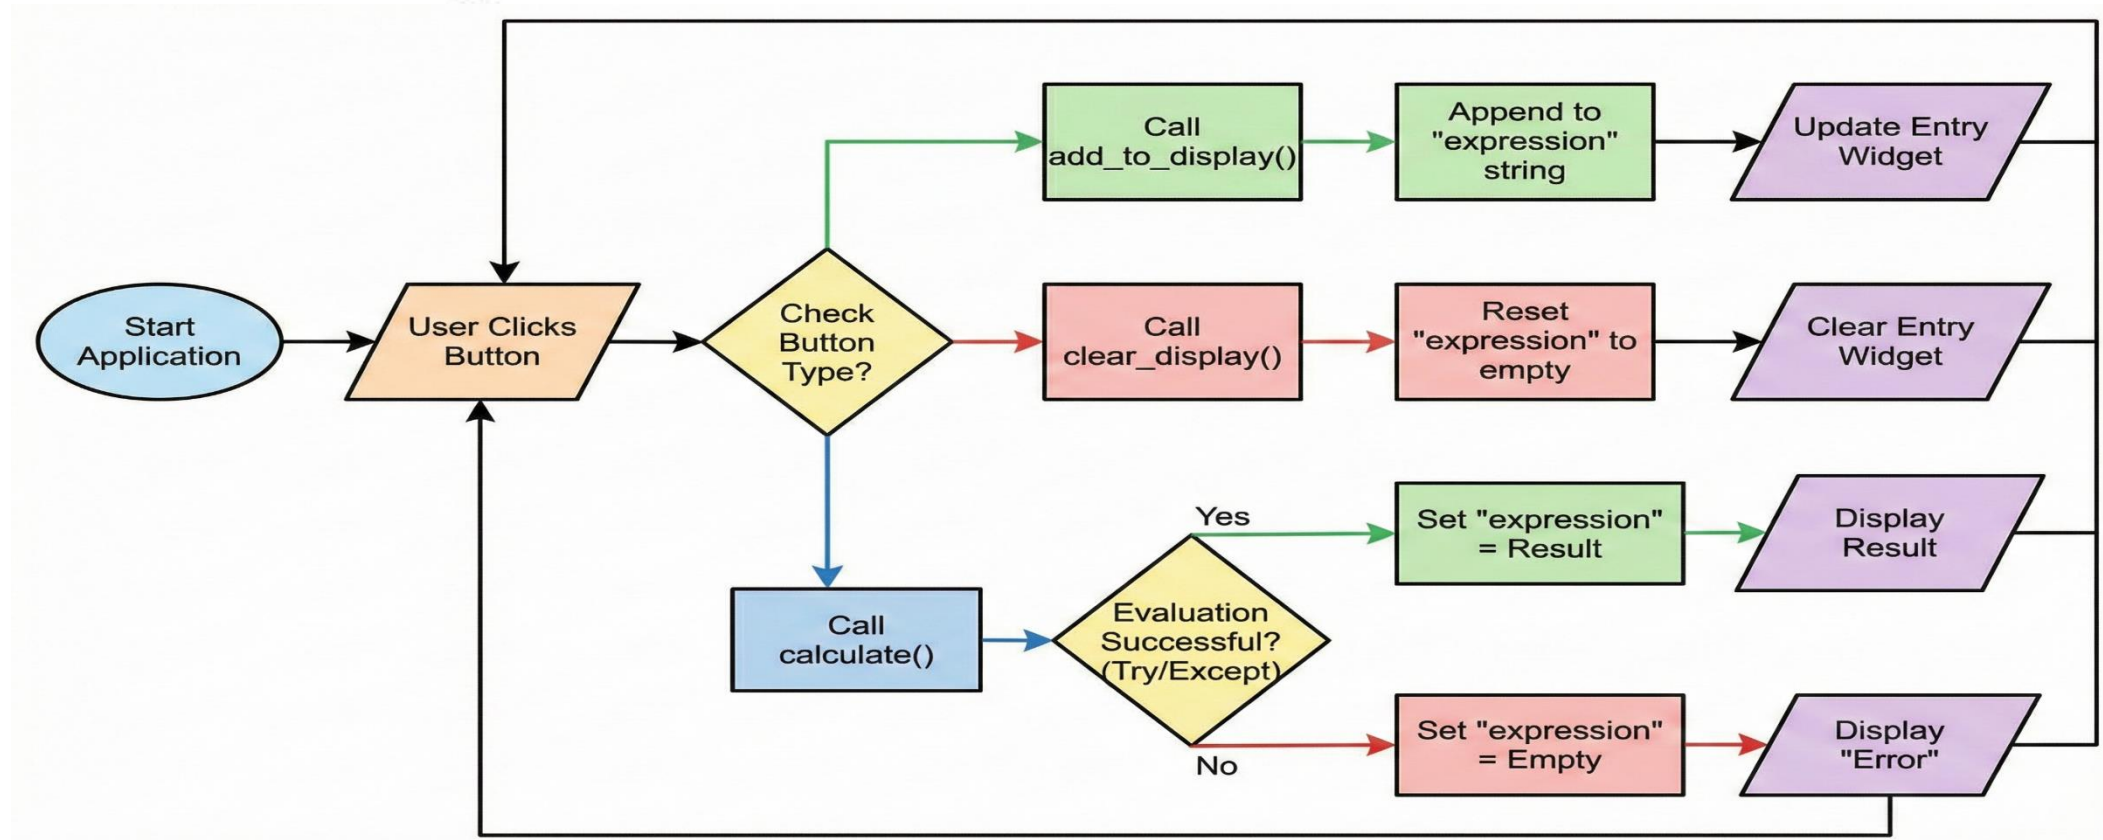 Start
Application
User Clicks
Button
Check
Button
Type?
Call
add_to_display()
Append to
"expression"
string
Update Entry
Widget
Call
clear_display()
Reset
"expression" to
empty
Clear Entry
Widget
Call
calculate()
Evaluation
Successful?
(Try/Except)
Yes
Set "expression"
= Result
Display
Result
No
Set "expression"
= Empty
Display
"Error"